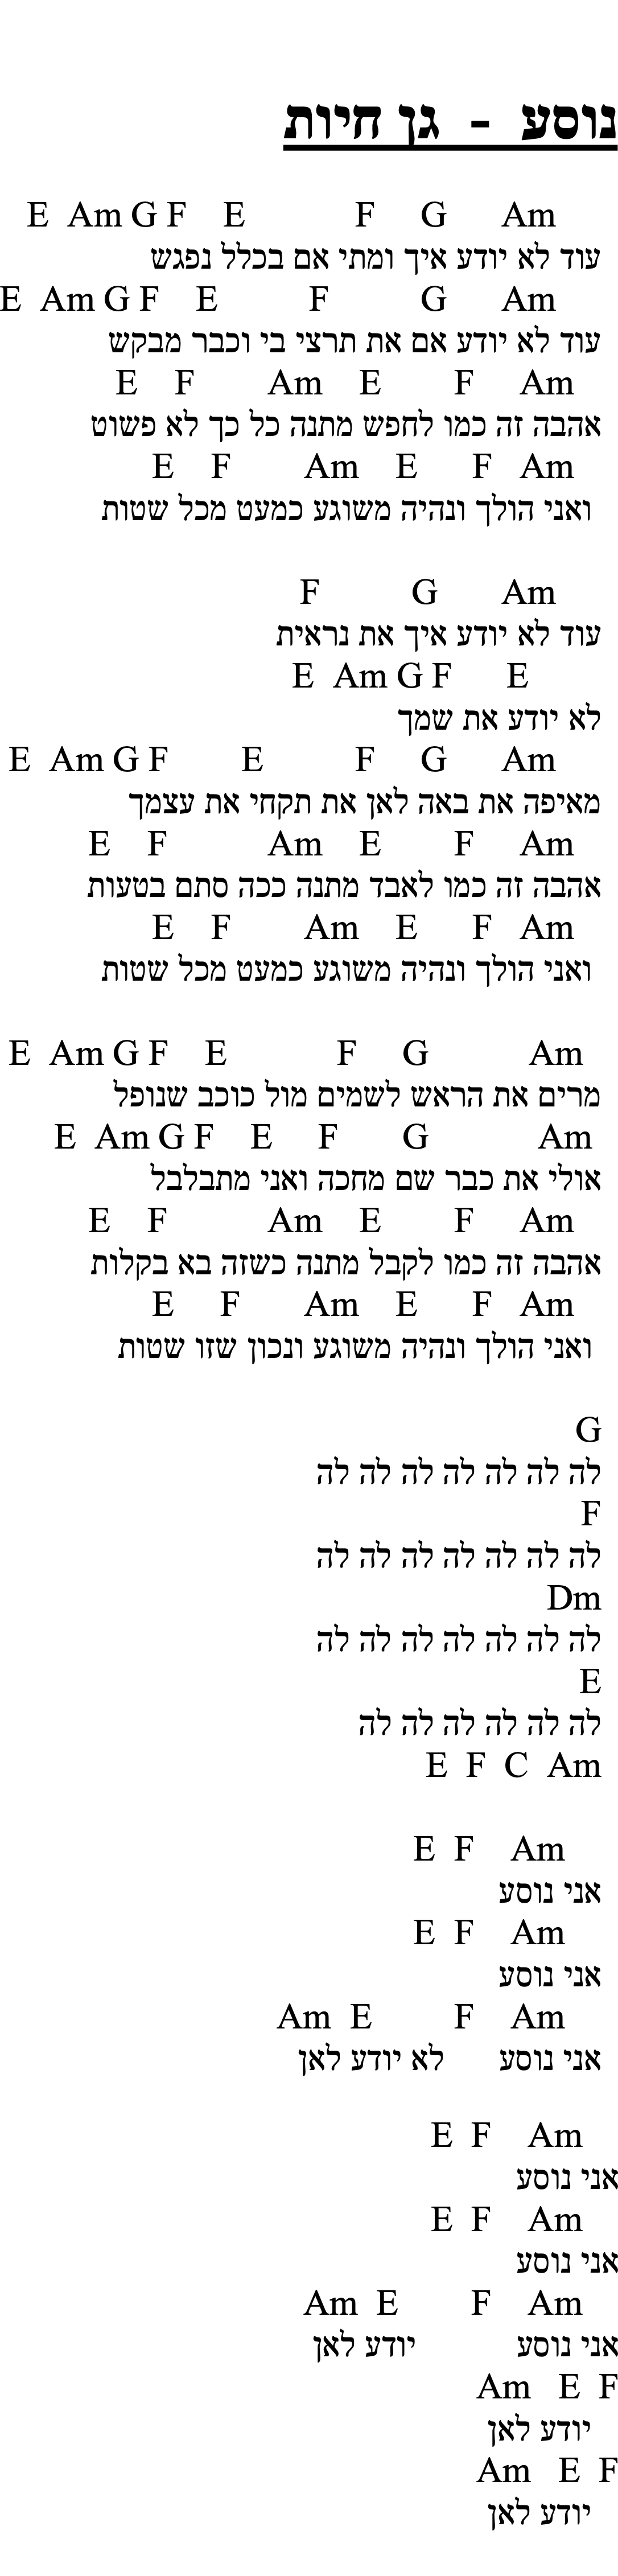 נוסע - גן חיות
E Am G F E F G Am
עוד לא יודע איך ומתי אם בכלל נפגש
E Am G F E F G Am
עוד לא יודע אם את תרצי בי וכבר מבקש
E F Am E F Am
אהבה זה כמו לחפש מתנה כל כך לא פשוט
E F Am E F Am
ואני הולך ונהיה משוגע כמעט מכל שטות
F G Am
עוד לא יודע איך את נראית
E Am G F E
לא יודע את שמך
E Am G F E F G Am
מאיפה את באה לאן את תקחי את עצמך
E F Am E F Am
אהבה זה כמו לאבד מתנה ככה סתם בטעות
E F Am E F Am
ואני הולך ונהיה משוגע כמעט מכל שטות
E Am G F E F G Am
מרים את הראש לשמים מול כוכב שנופל
E Am G F E F G Am
אולי את כבר שם מחכה ואני מתבלבל
E F Am E F Am
אהבה זה כמו לקבל מתנה כשזה בא בקלות
E F Am E F Am
ואני הולך ונהיה משוגע ונכון שזו שטות
G
לה לה לה לה לה לה לה
F
לה לה לה לה לה לה לה
Dm
לה לה לה לה לה לה לה
E
לה לה לה לה לה לה
E F C Am
E F Am
אני נוסע
E F Am
אני נוסע
Am E F Am
אני נוסע לא יודע לאן
E F Am
אני נוסע
E F Am
אני נוסע
Am E F Am
אני נוסע יודע לאן
Am E F
יודע לאן
Am E F
יודע לאן